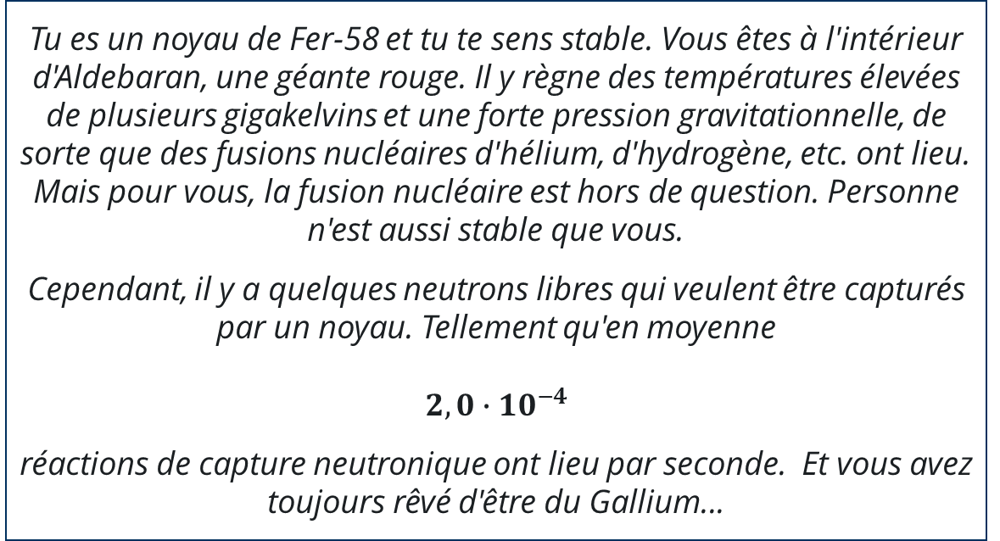 Tu es un noyau de Fer-58 et tu te sens stable. Vous êtes à l'intérieur
d'Aldebaran, une géante rouge. Il y règne des températures élevées
de plusieurs gigakelvins et une forte pression gravitationnelle, de
sorte que des fusions nucléaires d'hélium, d'hydrogène, etc. ont lieu.
Mais pour vous, la fusion nucléaire est hors de question. Personne
n'est aussi stable que vous.
Cependant, il y a quelques neutrons libres qui veulent être capturés
par un noyau. Tellement qu'en moyenne
2,0 · 10⁻⁴
réactions de capture neutronique ont lieu par seconde. Et vous avez
toujours rêvé d'être du Gallium...